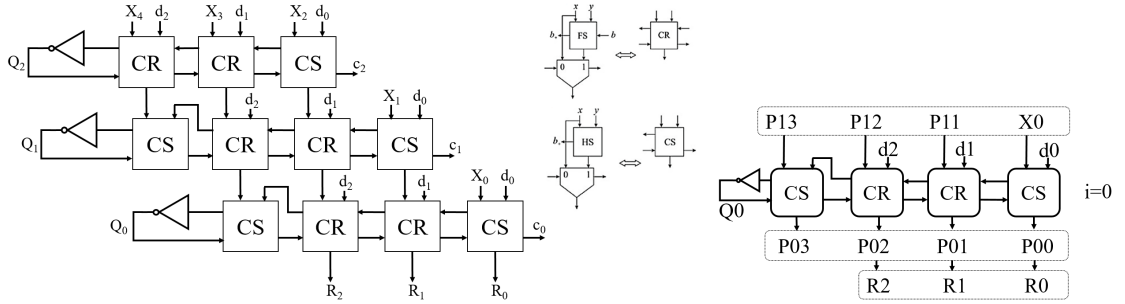 X4 d2 X3 d1 X2 d0
CR CR CS
Q2 c2
d2 d1 X1 d0
CS CR CR CS
Q1 c1
d2 d1 X0 d0
CS CR CR CS
Q0 c0
R2 R1 R0
x y
b+ FS b CR
0 1
x y
b+ HS CS
0 1
P13 P12 P11 X0
d2 d1 d0
CS CR CR CS i=0
Q0
P03 P02 P01 P00
R2 R1 R0